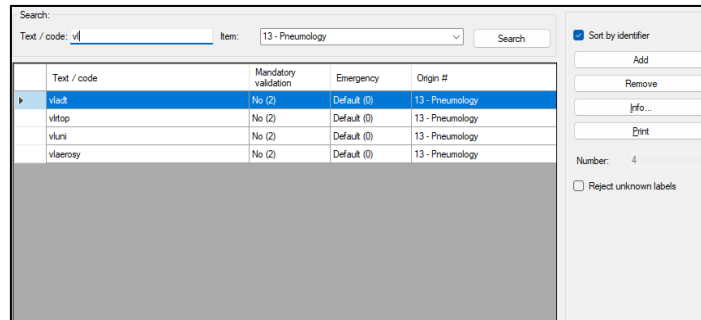 Search:
Text / code: vl Item: 13 - Pneumology Search
Text / code Mandatory validation Emergency Origin #
vladt No (2) Default (0) 13 - Pneumology
vlrtop No (2) Default (0) 13 - Pneumology
vluni No (2) Default (0) 13 - Pneumology
vlaerosy No (2) Default (0) 13 - Pneumology
Sort by identifier
Add
Remove
Info...
Print
Number: 4
Reject unknown labels